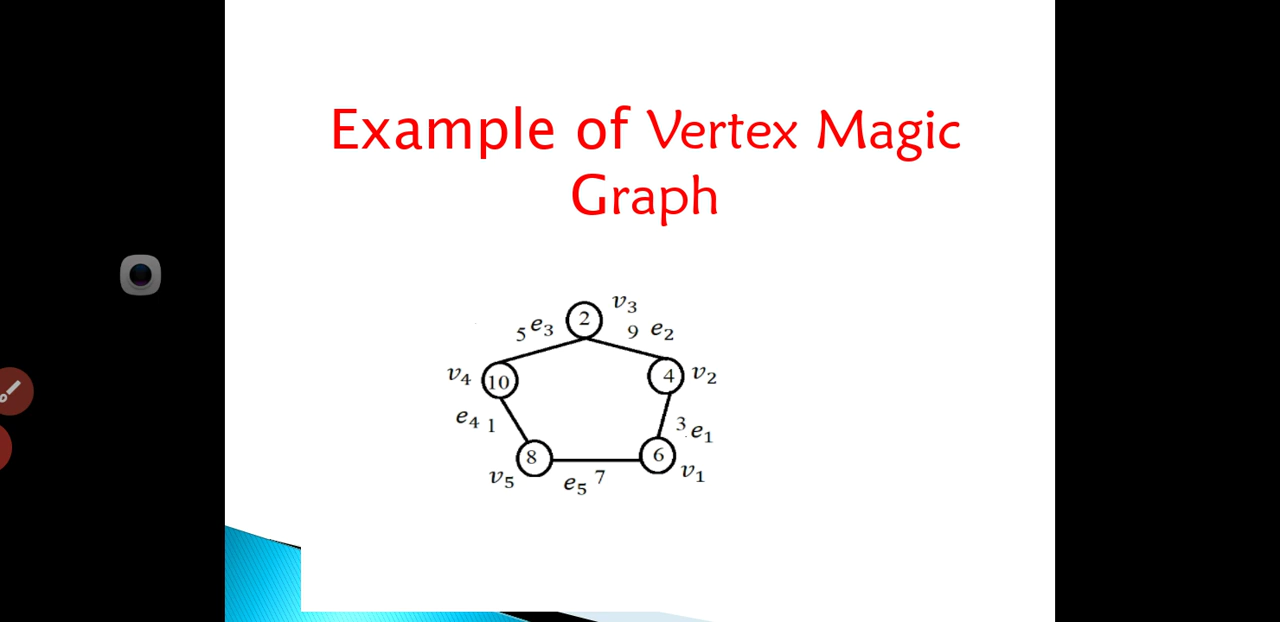 Example of Vertex Magic
Graph
v3
5 e3 2 9 e2
v4 10 4 v2
e4 1 3 e1
8 6
v5 e5 7 v1